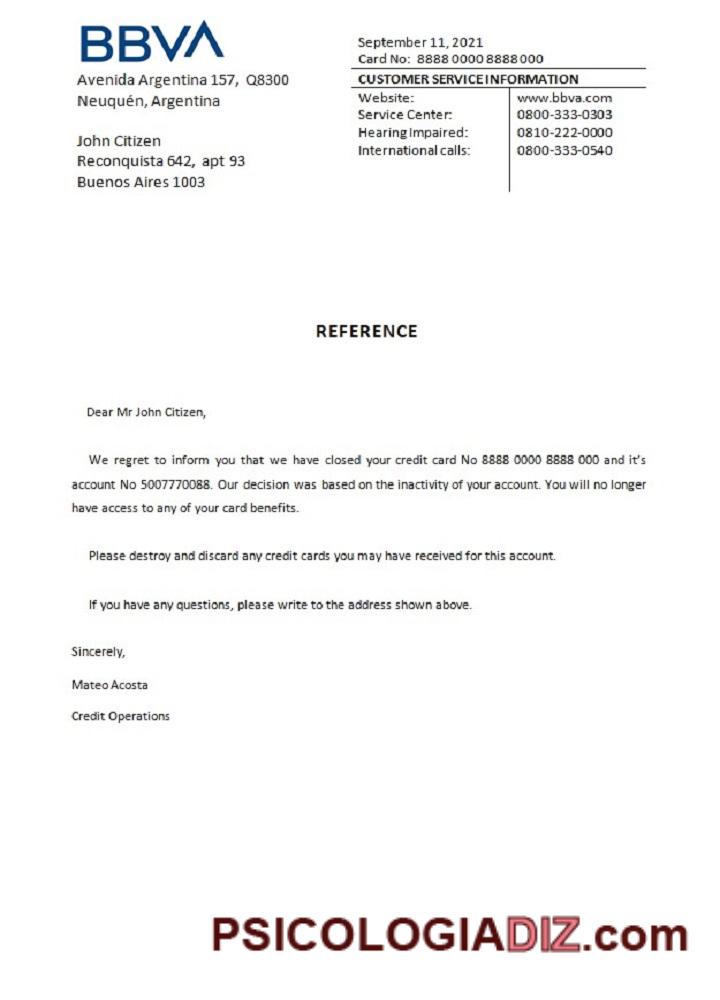 BBVA
Avenida Argentina 157, Q8300
Neuquén, Argentina
John Citizen
Reconquista 642, apt 93
Buenos Aires 1003
September 11, 2021
Card No: 8888 0000 8888 000
CUSTOMER SERVICE INFORMATION
Website: www.bbva.com
Service Center: 0800-333-0303
Hearing Impaired: 0810-222-0000
International calls: 0800-333-0540
REFERENCE
Dear Mr John Citizen,
We regret to inform you that we have closed your credit card No 8888 0000 8888 000 and it's
account No 5007770088. Our decision was based on the inactivity of your account. You will no longer
have access to any of your card benefits.
Please destroy and discard any credit cards you may have received for this account.
If you have any questions, please write to the address shown above.
Sincerely,
Mateo Acosta
Credit Operations
PSICOLOGIADIZ.com